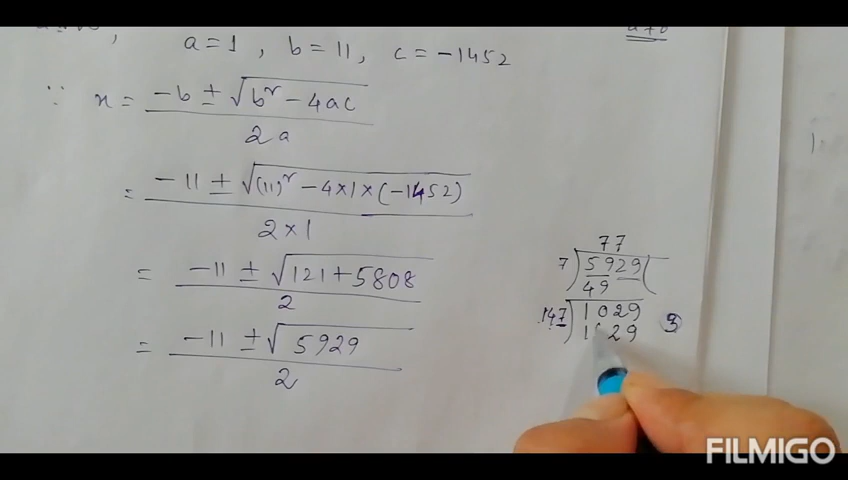 a = 1 , b = 11 , c = -1452
∵ x = -b ± √b² - 4ac
2a
= -11 ± √(11)² - 4×1×(-1452)
2×1
= -11 ± √121 + 5808
2
= -11 ± √5929
2
77
7 ) 5929 (
49
147 ) 1029
1029
3
FILMIGO